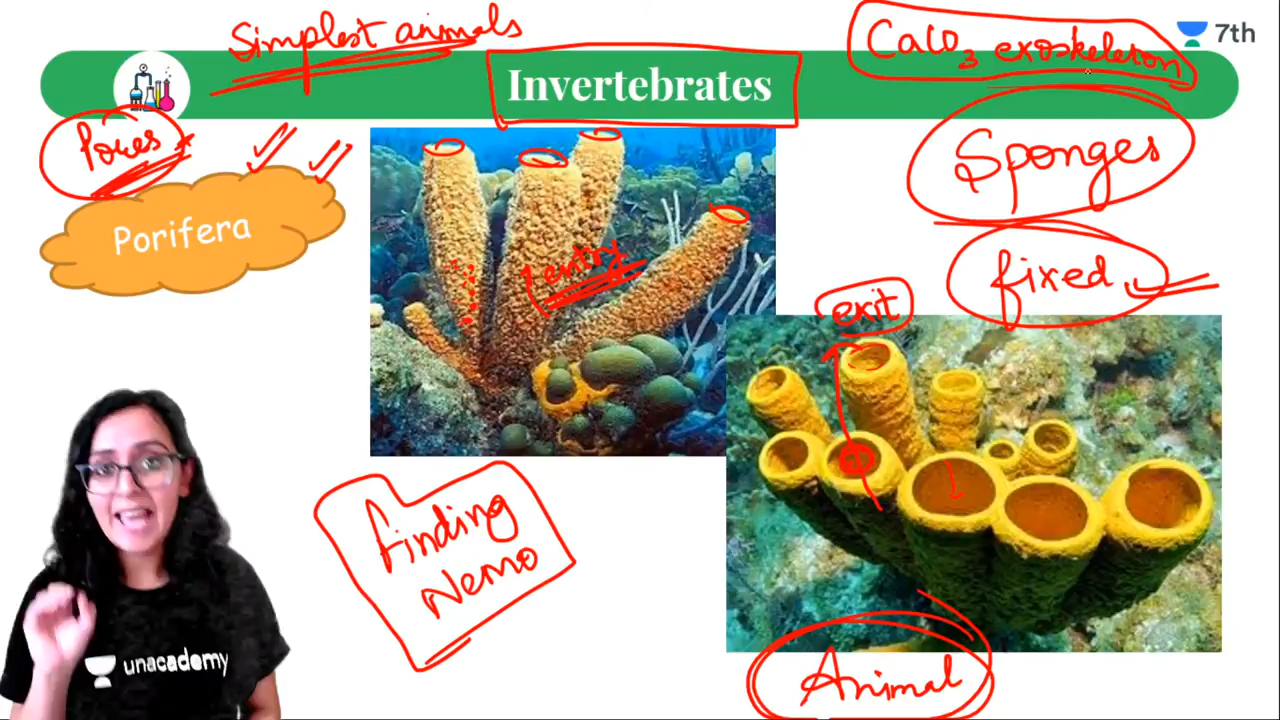 Simplest animals
CaCO3 exoskeleton
7th
Invertebrates
Pores
Sponges
Porifera
entry
fixed
exit
finding
Nemo
unacademy
Animal